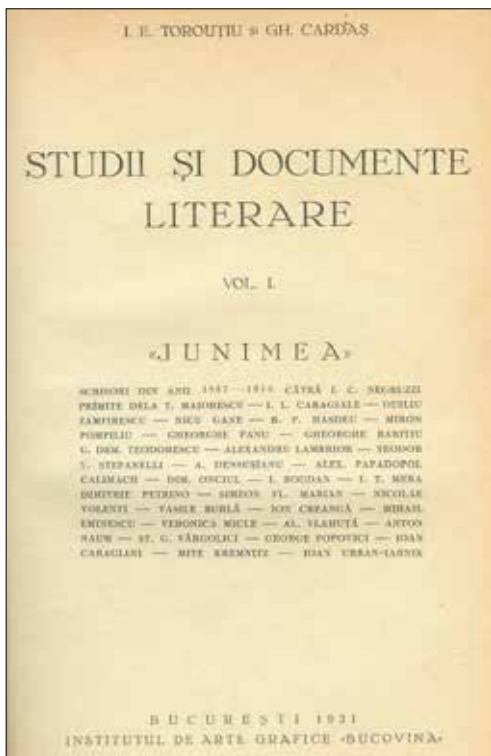 I. E. TOROUȚIU și GH. CARDAȘ
STUDII ȘI DOCUMENTE
LITERARE
VOL. I.
«JUNIMEA»
SCRISORI DIN ANII CĂTRĂ I. C. NEGRUZZI
PRIMITE DELA T. MAIORESCU — I. L. CARAGIALE — DUILIU
ZAMFIRESCU — NICU GANE — B. P. HASDEU — MIRON
POMPILIU — GHEORGHE PANU — GHEORGHE BARITIU
G. DEM. TEODORESCU — ALEXANDRU LAMBRIOR — TEODOR
V. STEFANELLI — A. DENSUSIANU — ALEX. PAPADOPOL
CALIMACH — DIM. ONCIUL — I. BOGDAN — I. T. MERA
DIMITRIE PETRINO — SIMEON FL. MARIAN — NICOLAE
VOLENTI — VASILE BURLĂ — ION CREANGĂ — MIHAIL
EMINESCU — VERONICA MICLE — AL. VLAHUȚĂ — ANTON
NAUM — ST. G. VÂRGOLICI — GEORGE POPOVICI — IOAN
CARAGIANI — MITE KREMNITZ — IOAN URBAN-IARNIK
BUCUREȘTI 1931
INSTITUTUL DE ARTE GRAFICE «BUCOVINA»